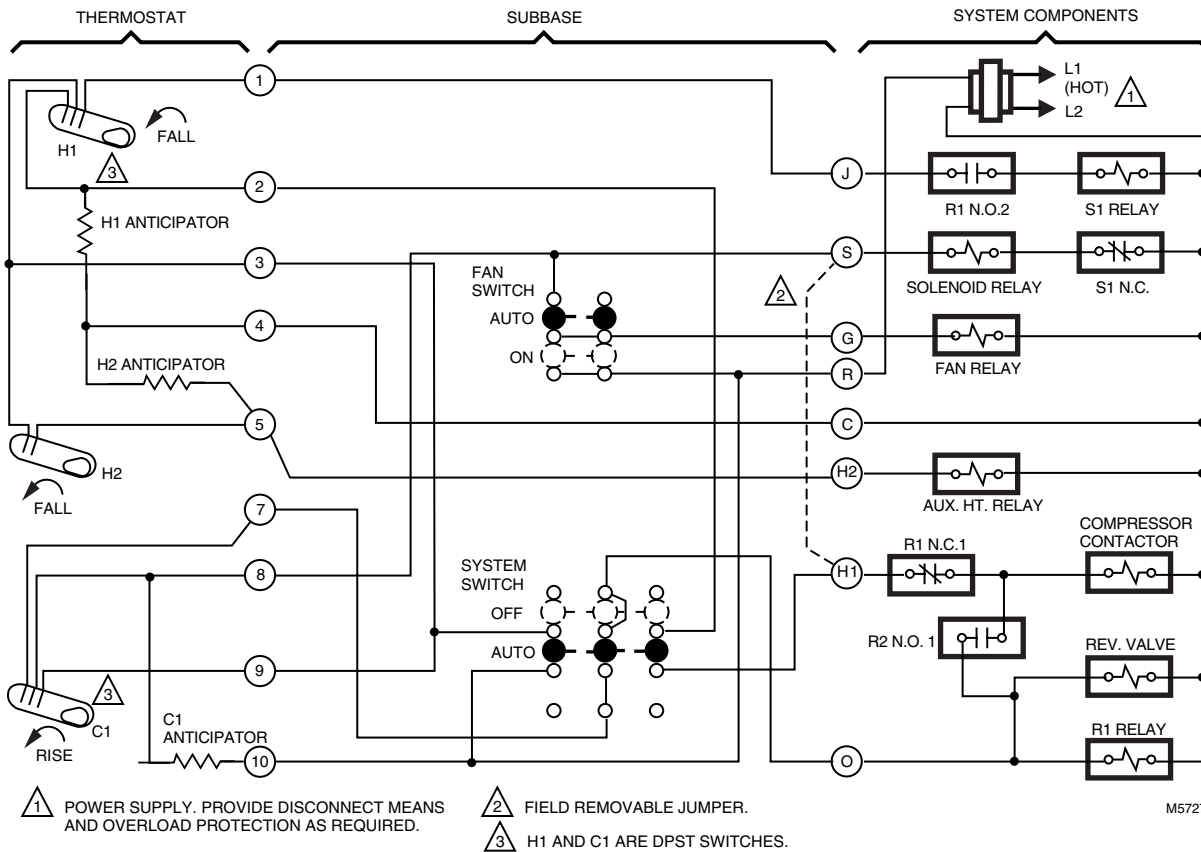 THERMOSTAT
SUBBASE
SYSTEM COMPONENTS
1
L1
(HOT)
L2
1
H1
FALL
3
2
J
R1 N.O.2
S1 RELAY
H1 ANTICIPATOR
3
S
SOLENOID RELAY
S1 N.C.
2
FAN
SWITCH
AUTO
ON
4
G
FAN RELAY
R
H2 ANTICIPATOR
5
C
H2
FALL
H2
AUX. HT. RELAY
7
COMPRESSOR
CONTACTOR
R1 N.C.1
8
H1
SYSTEM
SWITCH
OFF
AUTO
R2 N.O. 1
REV. VALVE
9
3
C1
RISE
C1
ANTICIPATOR
R1 RELAY
10
O
1 POWER SUPPLY. PROVIDE DISCONNECT MEANS
AND OVERLOAD PROTECTION AS REQUIRED.
2 FIELD REMOVABLE JUMPER.
3 H1 AND C1 ARE DPST SWITCHES.